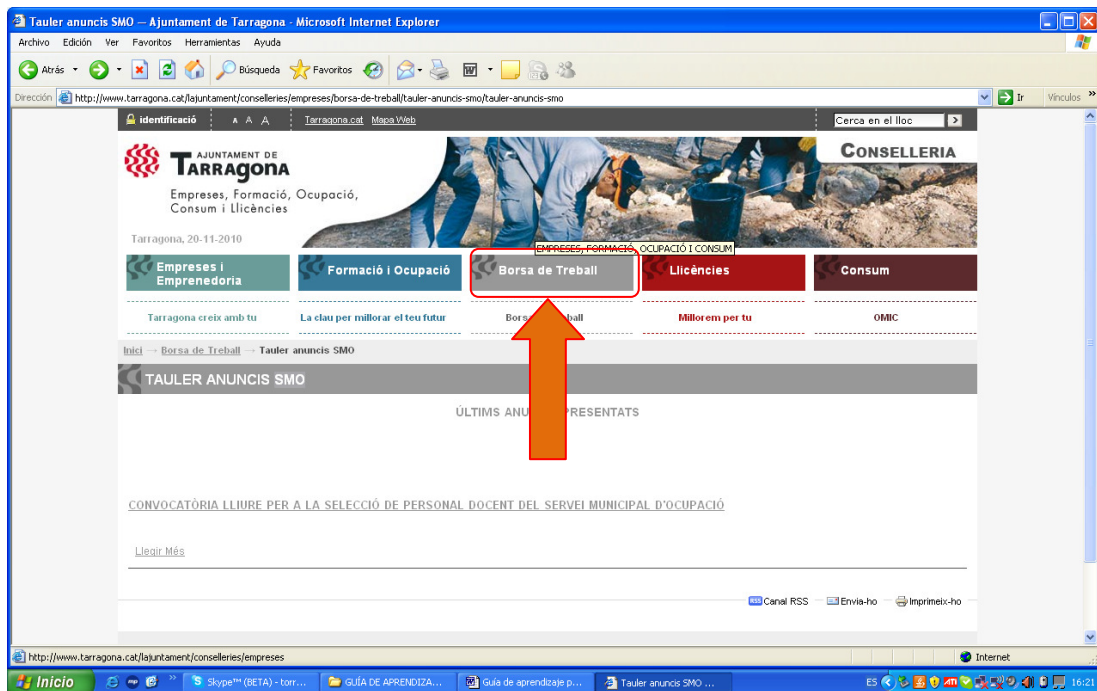 Tauler anuncis SMO — Ajuntament de Tarragona - Microsoft Internet Explorer
Archivo Edición Ver Favoritos Herramientas Ayuda
Atrás Búsqueda Favoritos
Dirección http://www.tarragona.cat/lajuntament/conselleries/empreses/borsa-de-treball/tauler-anuncis-smo/tauler-anuncis-smo Ir Vínculos »
identificació A A A Tarragona.cat Mapa Web Cerca en el lloc
AJUNTAMENT DE
TARRAGONA
CONSELLERIA
Empreses, Formació, Ocupació,
Consum i Llicències
Tarragona, 20-11-2010
EMPRESES, FORMACIÓ, OCUPACIÓ I CONSUM
Empreses i
Emprenedoria
Formació i Ocupació
Borsa de Treball
Llicències
Consum
Tarragona creix amb tu
La clau per millorar el teu futur
Millorem per tu
OMIC
Inici → Borsa de Treball → Tauler anuncis SMO
TAULER ANUNCIS SMO
ÚLTIMS
CONVOCATÒRIA LLIURE PER A LA SELECCIÓ DE PERSONAL DOCENT DEL SERVEI MUNICIPAL D'OCUPACIÓ
Llegir Més
RSS Canal RSS Envia-ho Imprimeix-ho
http://www.tarragona.cat/lajuntament/conselleries/empreses Internet
Inicio » Skype™ (BETA) - torr... GUÍA DE APRENDIZA... Guía de aprendizaje p... Tauler anuncis SMO ... ES 16:21